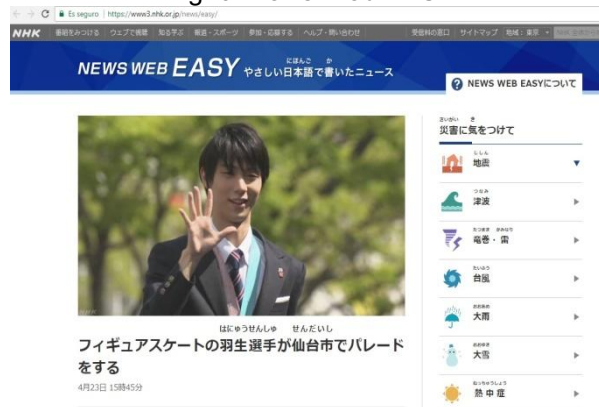 Es seguro | https://www3.nhk.or.jp/news/easy/
NHK 番組をみつける ウェブで視聴 知る学ぶ 報道・スポーツ 参加・応募する ヘルプ・問い合わせ 受信料の窓口 サイトマップ 地域：東京
NEWS WEB EASY やさしい日本語で書いたニュース
にほんご か
NEWS WEB EASYについて
さいがい き
災害に気をつけて
じしん
地震
つなみ
津波
たつまき かみなり
竜巻・雷
たいふう
台風
おおあめ
大雨
おおゆき
大雪
ねっちゅうしょう
熱中症
はにゅうせんしゅ せんだいし
フィギュアスケートの羽生選手が仙台市でパレード
をする
4月23日 15時45分